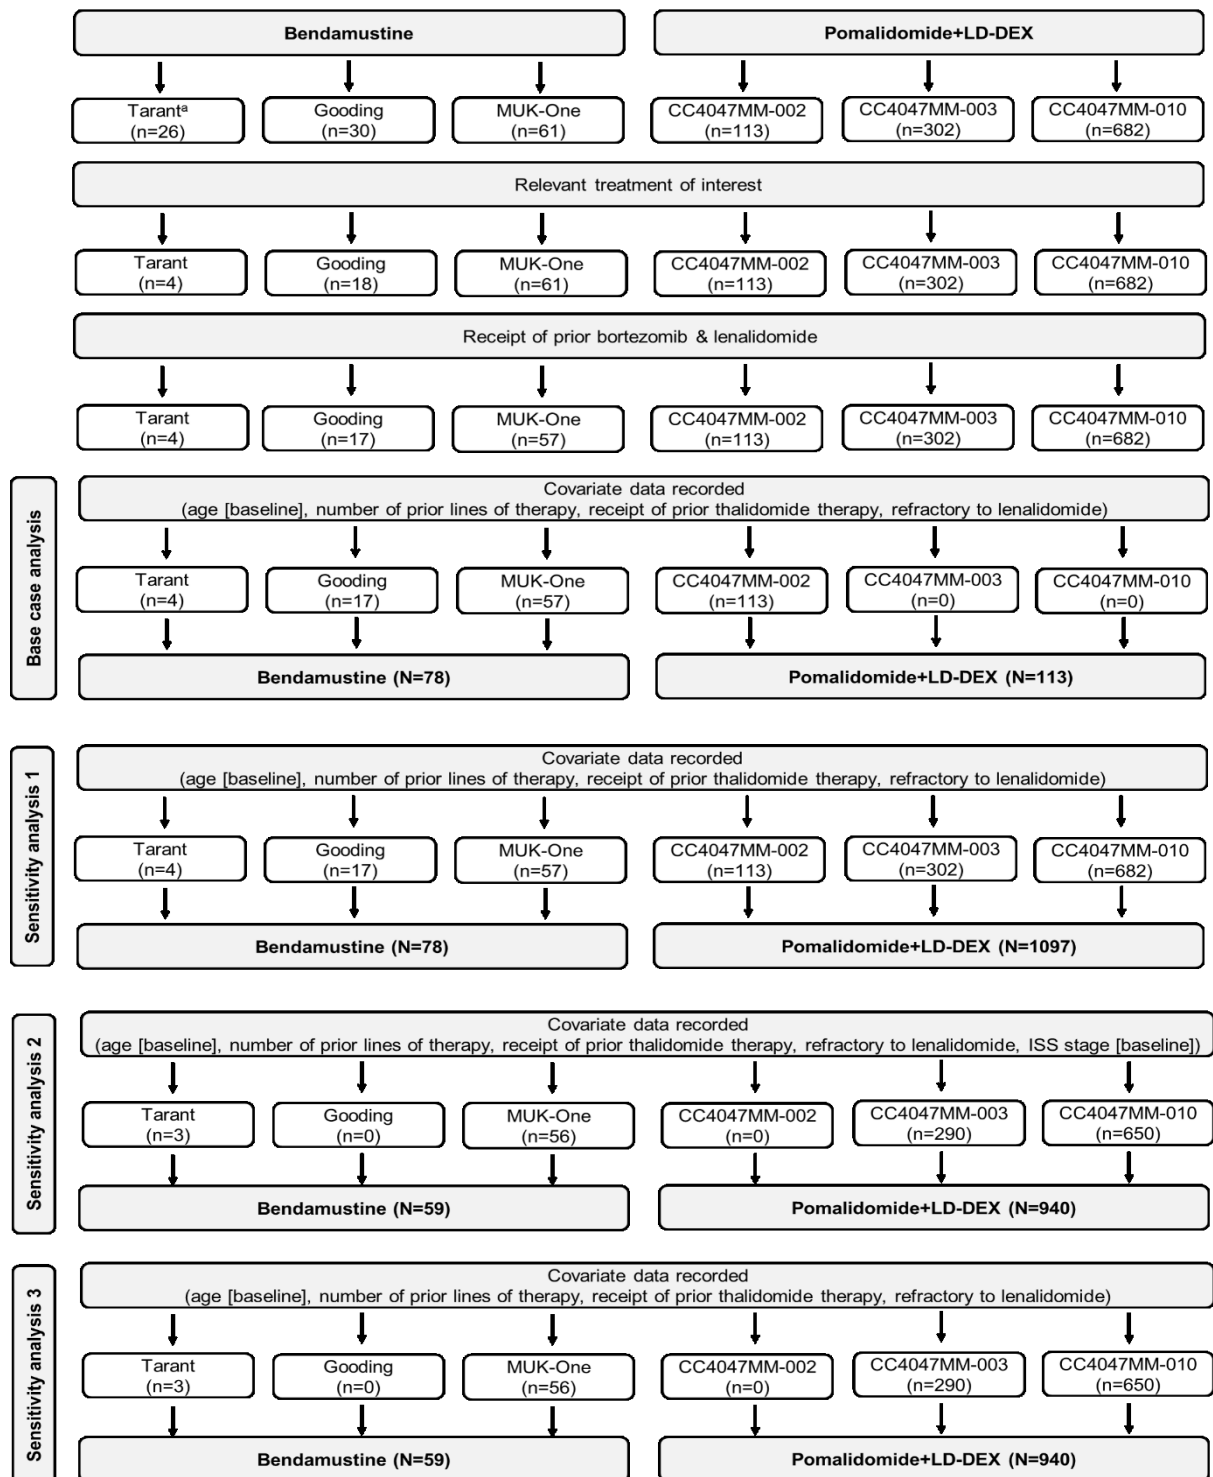 Bendamustine
Pomalidomide+LD-DEX
Tarantª
(n=26)
Gooding
(n=30)
MUK-One
(n=61)
CC4047MM-002
(n=113)
CC4047MM-003
(n=302)
CC4047MM-010
(n=682)
Relevant treatment of interest
Tarant
(n=4)
Gooding
(n=18)
MUK-One
(n=61)
CC4047MM-002
(n=113)
CC4047MM-003
(n=302)
CC4047MM-010
(n=682)
Receipt of prior bortezomib & lenalidomide
Tarant
(n=4)
Gooding
(n=17)
MUK-One
(n=57)
CC4047MM-002
(n=113)
CC4047MM-003
(n=302)
CC4047MM-010
(n=682)
Base case analysis
Covariate data recorded
(age [baseline], number of prior lines of therapy, receipt of prior thalidomide therapy, refractory to lenalidomide)
Tarant
(n=4)
Gooding
(n=17)
MUK-One
(n=57)
CC4047MM-002
(n=113)
CC4047MM-003
(n=0)
CC4047MM-010
(n=0)
Bendamustine (N=78)
Pomalidomide+LD-DEX (N=113)
Sensitivity analysis 1
Covariate data recorded
(age [baseline], number of prior lines of therapy, receipt of prior thalidomide therapy, refractory to lenalidomide)
Tarant
(n=4)
Gooding
(n=17)
MUK-One
(n=57)
CC4047MM-002
(n=113)
CC4047MM-003
(n=302)
CC4047MM-010
(n=682)
Bendamustine (N=78)
Pomalidomide+LD-DEX (N=1097)
Sensitivity analysis 2
Covariate data recorded
(age [baseline], number of prior lines of therapy, receipt of prior thalidomide therapy, refractory to lenalidomide, ISS stage [baseline])
Tarant
(n=3)
Gooding
(n=0)
MUK-One
(n=56)
CC4047MM-002
(n=0)
CC4047MM-003
(n=290)
CC4047MM-010
(n=650)
Bendamustine (N=59)
Pomalidomide+LD-DEX (N=940)
Sensitivity analysis 3
Covariate data recorded
(age [baseline], number of prior lines of therapy, receipt of prior thalidomide therapy, refractory to lenalidomide)
Tarant
(n=3)
Gooding
(n=0)
MUK-One
(n=56)
CC4047MM-002
(n=0)
CC4047MM-003
(n=290)
CC4047MM-010
(n=650)
Bendamustine (N=59)
Pomalidomide+LD-DEX (N=940)